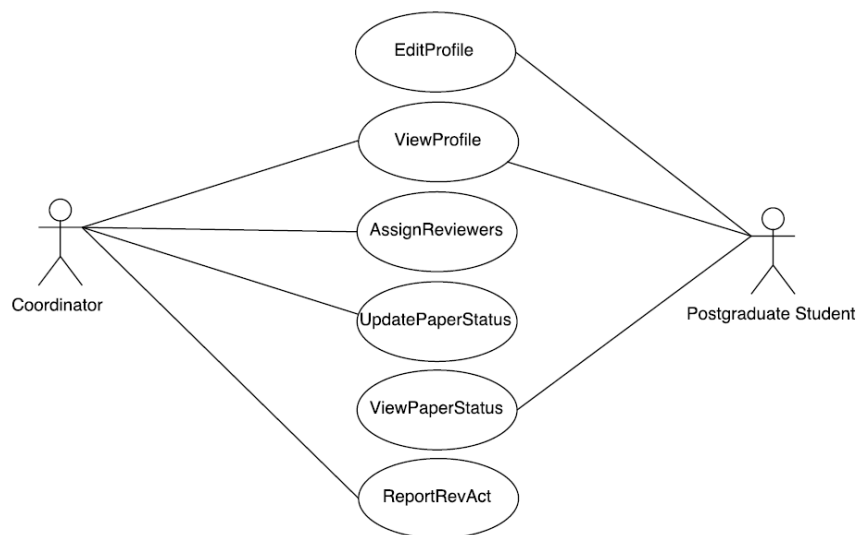 EditProfile
ViewProfile
AssignReviewers
Coordinator
Postgraduate Student
UpdatePaperStatus
ViewPaperStatus
ReportRevAct